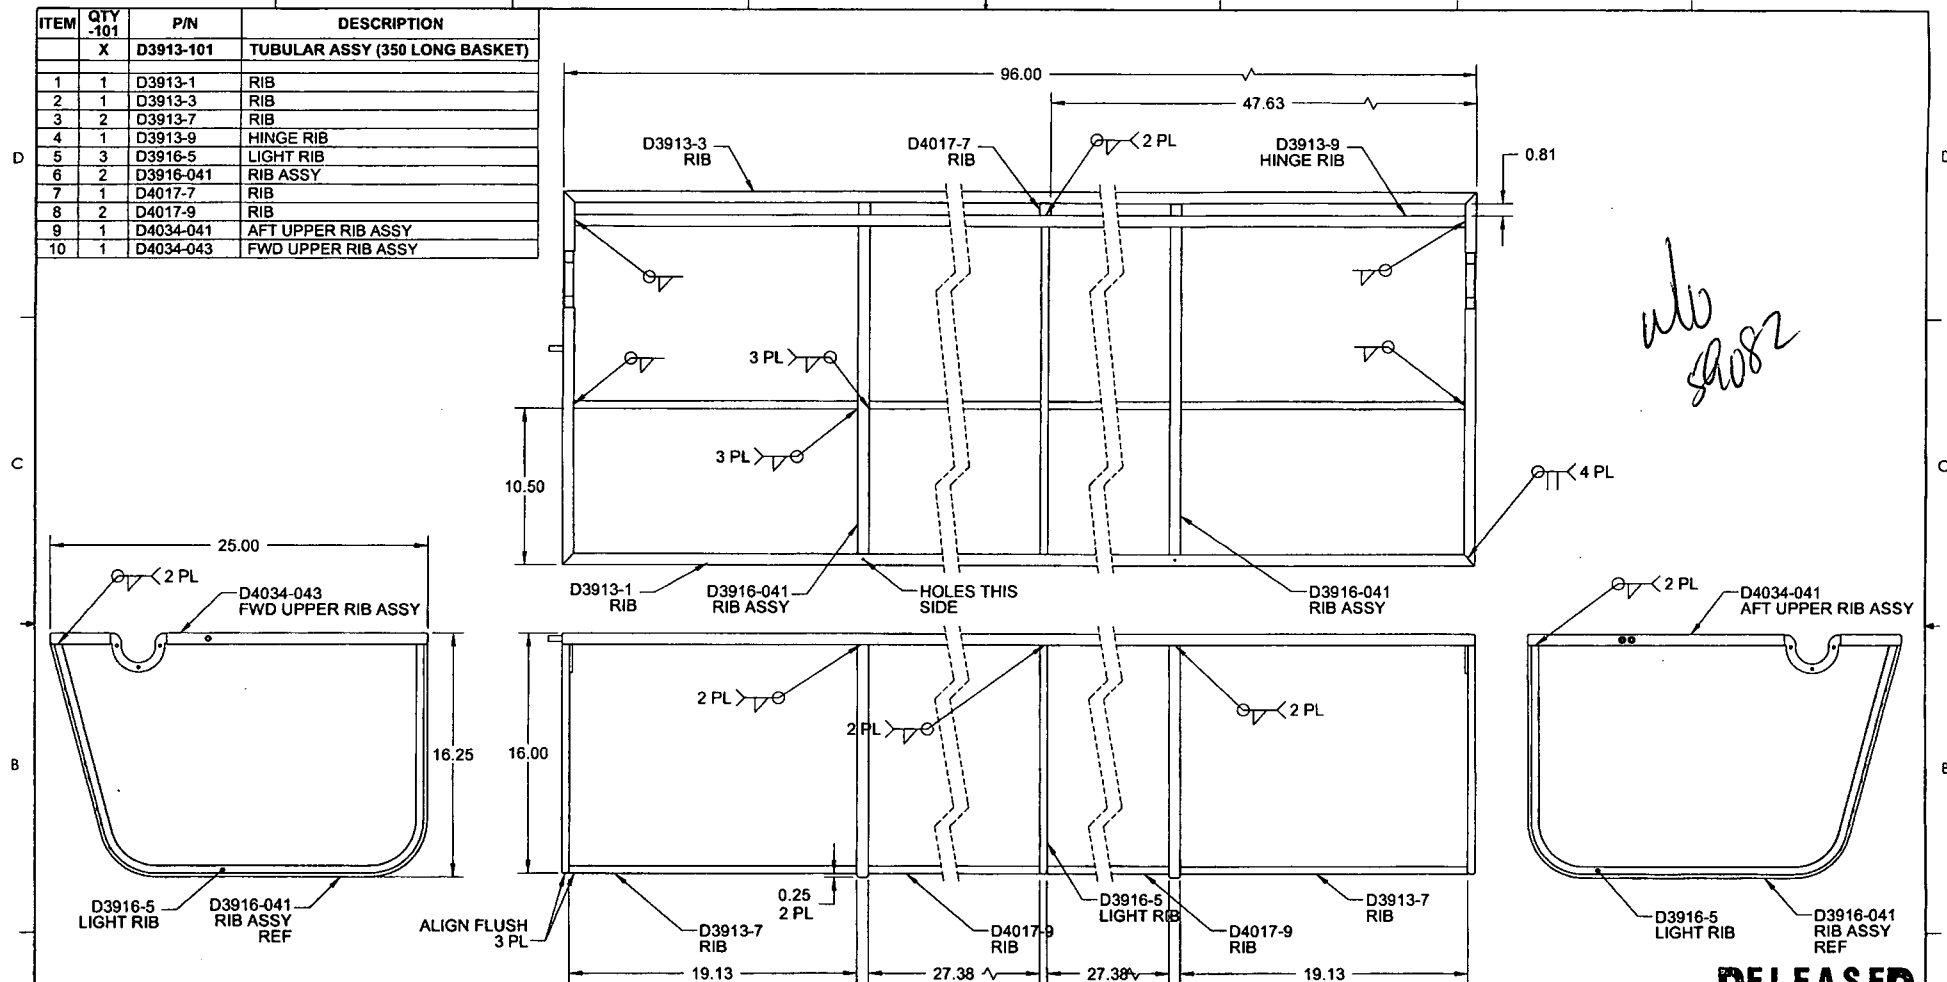 ITEM QTY -101 P/N DESCRIPTION
X D3913-101 TUBULAR ASSY (350 LONG BASKET)
1 1 D3913-1 RIB
2 1 D3913-3 RIB
3 2 D3913-7 RIB
4 1 D3913-9 HINGE RIB
5 3 D3916-5 LIGHT RIB
6 2 D3916-041 RIB ASSY
7 1 D4017-7 RIB
8 2 D4017-9 RIB
9 1 D4034-041 AFT UPPER RIB ASSY
10 1 D4034-043 FWD UPPER RIB ASSY
96.00
47.63
D3913-3
RIB
D4017-7
RIB
2 PL
D3913-9
HINGE RIB
0.81
D
3 PL
3 PL
10.50
C
C
4 PL
59082
25.00
2 PL
D4034-043
FWD UPPER RIB ASSY
D3913-1
RIB
D3916-041
RIB ASSY
HOLES THIS
SIDE
D3916-041
RIB ASSY
2 PL
D4034-041
AFT UPPER RIB ASSY
2 PL
2 PL
2 PL
16.25
16.00
B
0.25
2 PL
D3916-5
LIGHT RIB
D3916-041
RIB ASSY
REF
ALIGN FLUSH
3 PL
D3913-7
RIB
D4017-9
RIB
D3916-5
LIGHT RIB
D4017-9
RIB
D3913-7
RIB
D3916-5
LIGHT RIB
D3916-041
RIB ASSY
REF
19.13
27.38
27.38
19.13
RELEASED